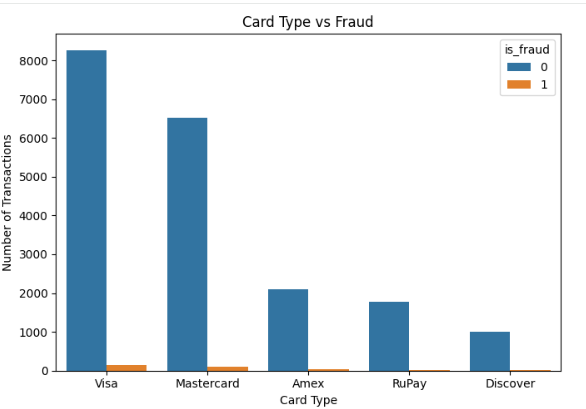 Card Type vs Fraud
is_fraud
0
1
8000
7000
6000
5000
4000
3000
2000
1000
0
Number of Transactions
Visa Mastercard Amex RuPay Discover
Card Type